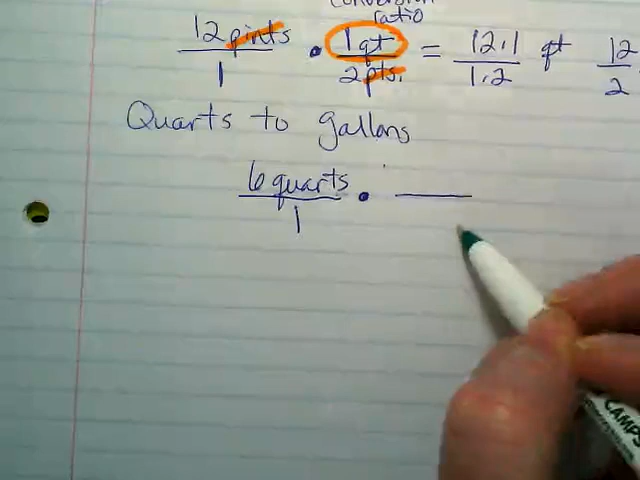 conversion
ratio
12 pints • 1 qt = 12·1 qt 12
1 2 pts. 1·2 2
Quarts to gallons
6 quarts •
1
CAMPS